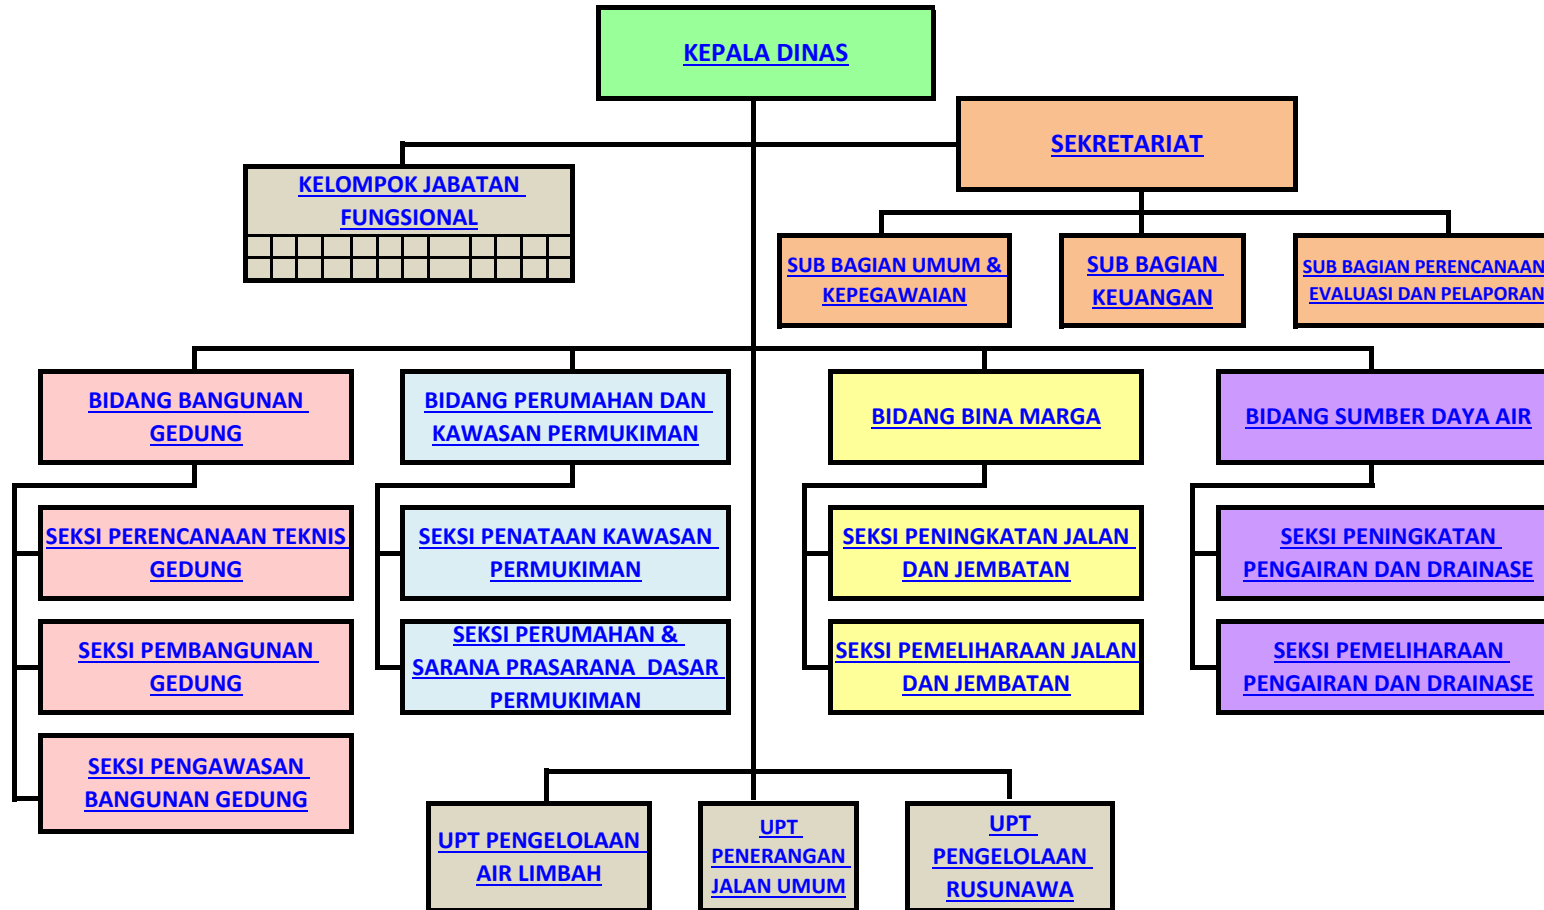 KEPALA DINAS
SEKRETARIAT
KELOMPOK JABATAN
FUNGSIONAL
SUB BAGIAN UMUM &
KEPEGAWAIAN
SUB BAGIAN
KEUANGAN
SUB BAGIAN PERENCANAAN
EVALUASI DAN PELAPORAN
BIDANG BANGUNAN
GEDUNG
BIDANG PERUMAHAN DAN
KAWASAN PERMUKIMAN
BIDANG BINA MARGA
BIDANG SUMBER DAYA AIR
SEKSI PERENCANAAN TEKNIS
GEDUNG
SEKSI PENATAAN KAWASAN
PERMUKIMAN
SEKSI PENINGKATAN JALAN
DAN JEMBATAN
SEKSI PENINGKATAN
PENGAIRAN DAN DRAINASE
SEKSI PEMBANGUNAN
GEDUNG
SEKSI PERUMAHAN &
SARANA PRASARANA DASAR
PERMUKIMAN
SEKSI PEMELIHARAAN JALAN
DAN JEMBATAN
SEKSI PEMELIHARAAN
PENGAIRAN DAN DRAINASE
SEKSI PENGAWASAN
BANGUNAN GEDUNG
UPT PENGELOLAAN
AIR LIMBAH
UPT
PENERANGAN
JALAN UMUM
UPT
PENGELOLAAN
RUSUNAWA